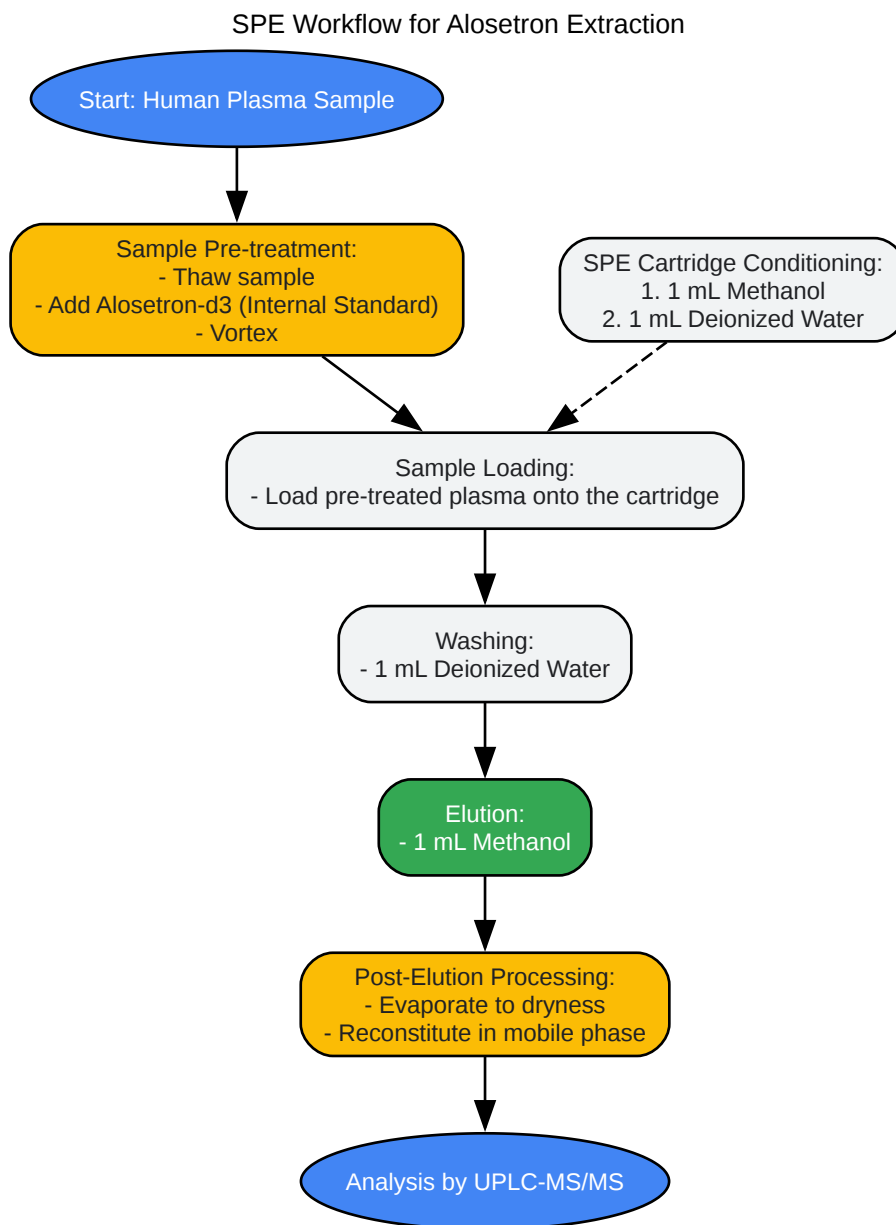 SPE Workflow for Alosetron Extraction
Start: Human Plasma Sample
Sample Pre-treatment:
- Thaw sample
- Add Alosetron-d3 (Internal Standard)
- Vortex
SPE Cartridge Conditioning:
1. 1 mL Methanol
2. 1 mL Deionized Water
Sample Loading:
- Load pre-treated plasma onto the cartridge
Washing:
- 1 mL Deionized Water
Elution:
- 1 mL Methanol
Post-Elution Processing:
- Evaporate to dryness
- Reconstitute in mobile phase
Analysis by UPLC-MS/MS